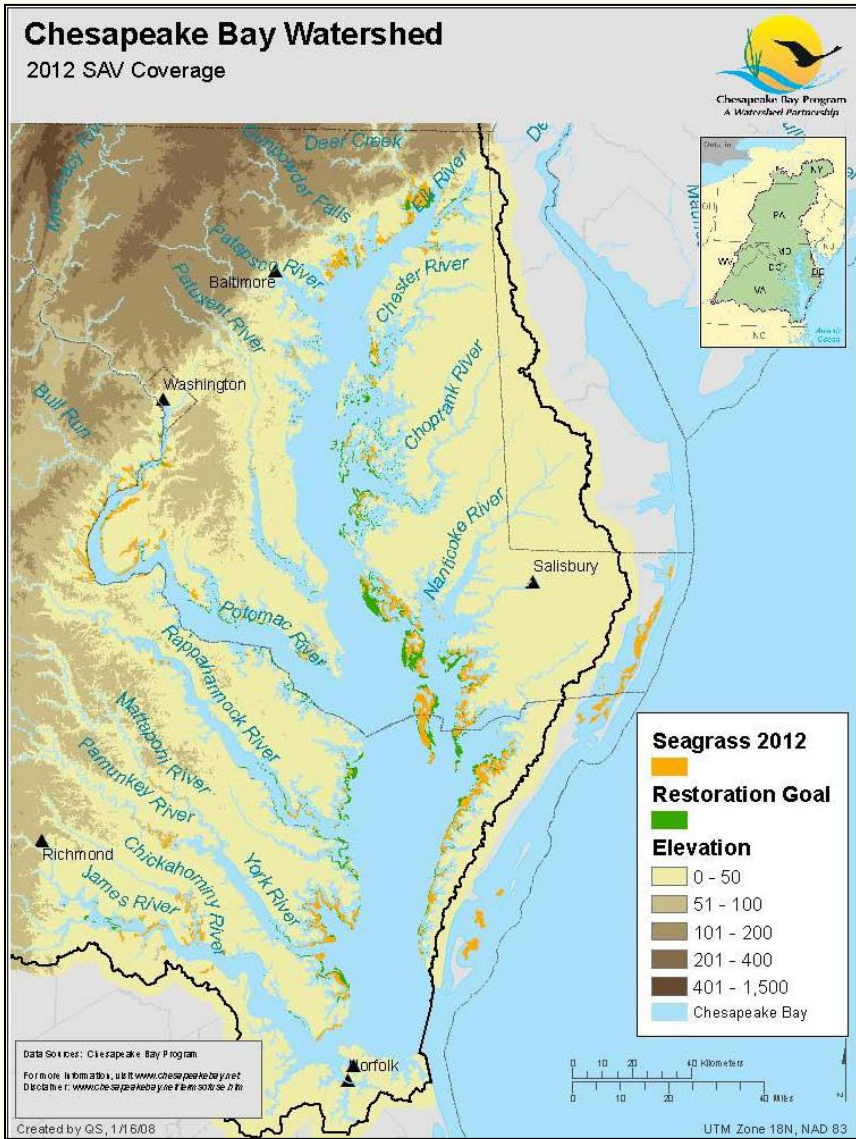 Chesapeake Bay Watershed
2012 SAV Coverage
Chesapeake Bay Program
A Watershed Partnership
Deer Creek
Gunpowder Falls
Elk River
Patapsco River
Baltimore
Chester River
Patuxent River
Washington
Bull Run
Choptank River
Nanticoke River
Salisbury
Potomac River
Rappahannock River
Mattaponi River
Pamunkey River
Richmond
Chickahominy River
York River
James River
Norfolk
NY
OH
PA
NJ
MD
WV
DC
DE
VA
NC
Seagrass 2012
Restoration Goal
Elevation
0 - 50
51 - 100
101 - 200
201 - 400
401 - 1,500
Chesapeake Bay
Data Sources: Chesapeake Bay Program
For more information, visit www.chesapeakebay.net
Disclaimer: www.chesapeakebay.net/termsofuse.htm
0 10 20 40 Kilometers
0 10 20 40 Miles
Created by QS, 1/16/08
UTM Zone 18N, NAD 83